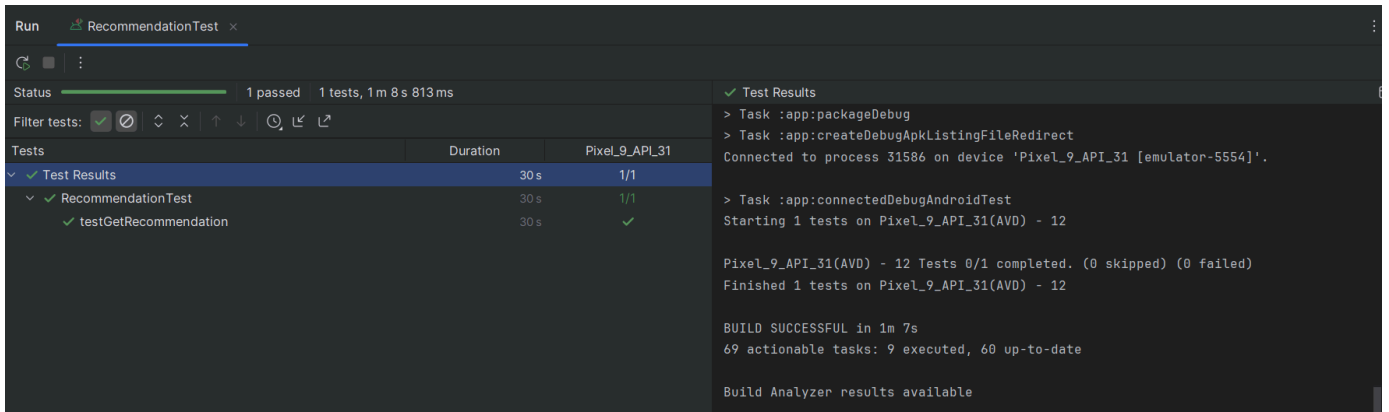 Run RecommendationTest ×
Status 1 passed 1 tests, 1 m 8 s 813 ms
Filter tests:
Tests Duration Pixel_9_API_31
Test Results 30 s 1/1
RecommendationTest 30 s 1/1
testGetRecommendation 30 s
Test Results
> Task :app:packageDebug
> Task :app:createDebugApkListingFileRedirect
Connected to process 31586 on device 'Pixel_9_API_31 [emulator-5554]'.
> Task :app:connectedDebugAndroidTest
Starting 1 tests on Pixel_9_API_31(AVD) - 12
Pixel_9_API_31(AVD) - 12 Tests 0/1 completed. (0 skipped) (0 failed)
Finished 1 tests on Pixel_9_API_31(AVD) - 12
BUILD SUCCESSFUL in 1m 7s
69 actionable tasks: 9 executed, 60 up-to-date
Build Analyzer results available